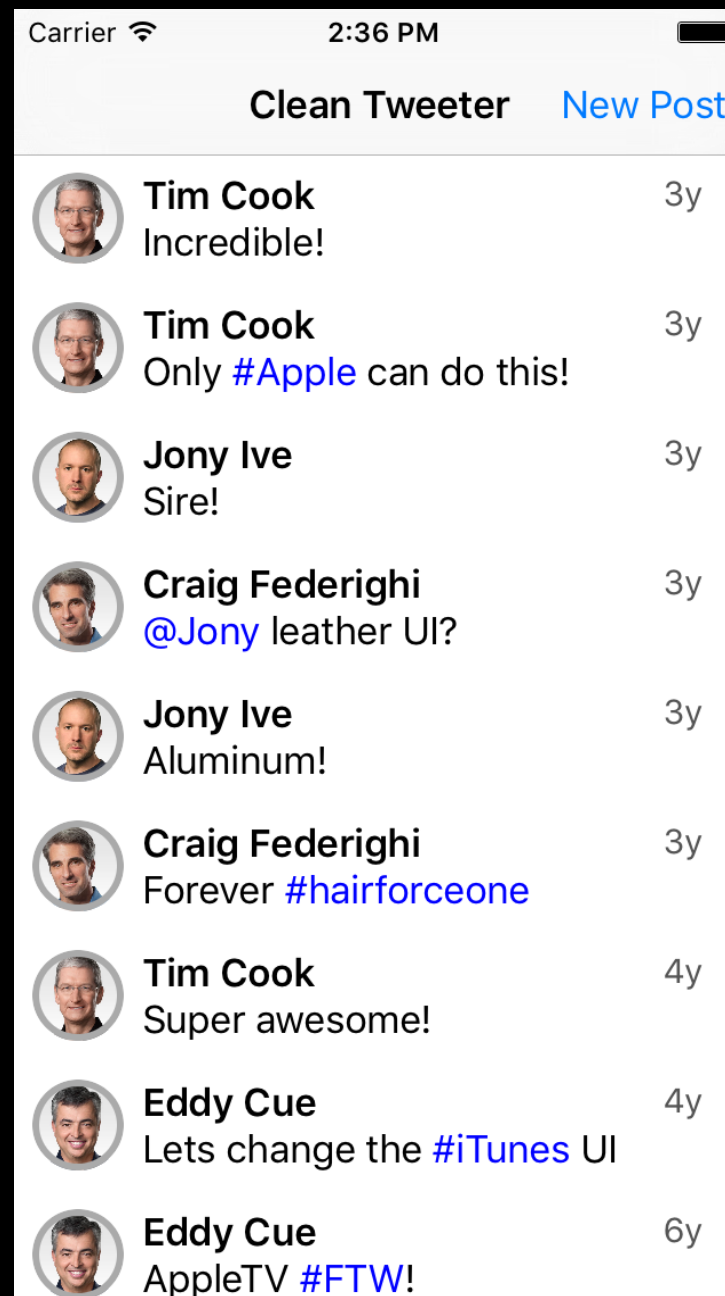 Carrier 2:36 PM
Clean Tweeter New Post
Tim Cook 3y
Incredible!
Tim Cook 3y
Only #Apple can do this!
Jony Ive 3y
Sire!
Craig Federighi 3y
@Jony leather UI?
Jony Ive 3y
Aluminum!
Craig Federighi 3y
Forever #hairforceone
Tim Cook 4y
Super awesome!
Eddy Cue 4y
Lets change the #iTunes UI
Eddy Cue 6y
AppleTV #FTW!